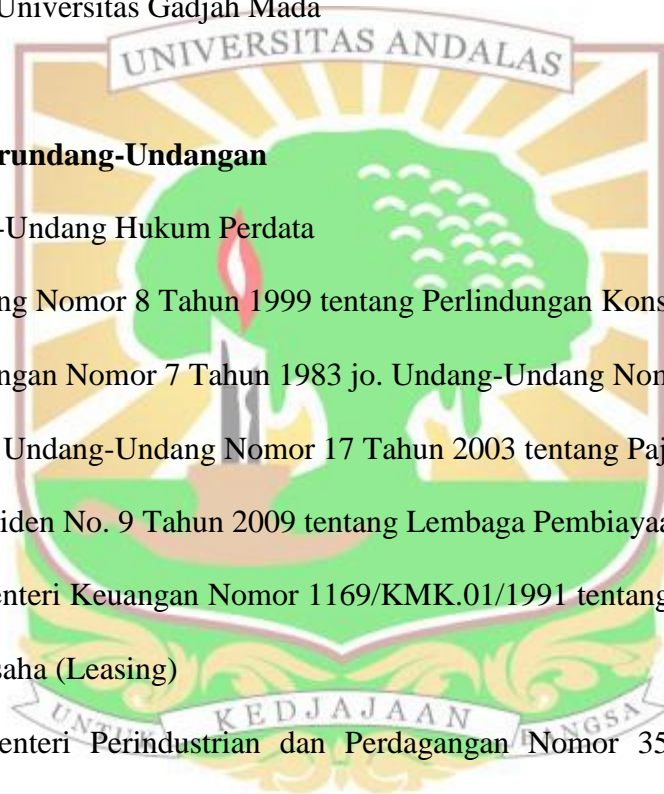 Universitas Gadjah Mada
UNIVERSITAS ANDALAS
rundang-Undangan
-Undang Hukum Perdata
ng Nomor 8 Tahun 1999 tentang Perlindungan Kons
ngan Nomor 7 Tahun 1983 jo. Undang-Undang Nom
Undang-Undang Nomor 17 Tahun 2003 tentang Paj
iden No. 9 Tahun 2009 tentang Lembaga Pembiayaa
enteri Keuangan Nomor 1169/KMK.01/1991 tentang
saha (Leasing)
UNTUK KEDJAJAAN BANGSA
enteri Perindustrian dan Perdagangan Nomor 35